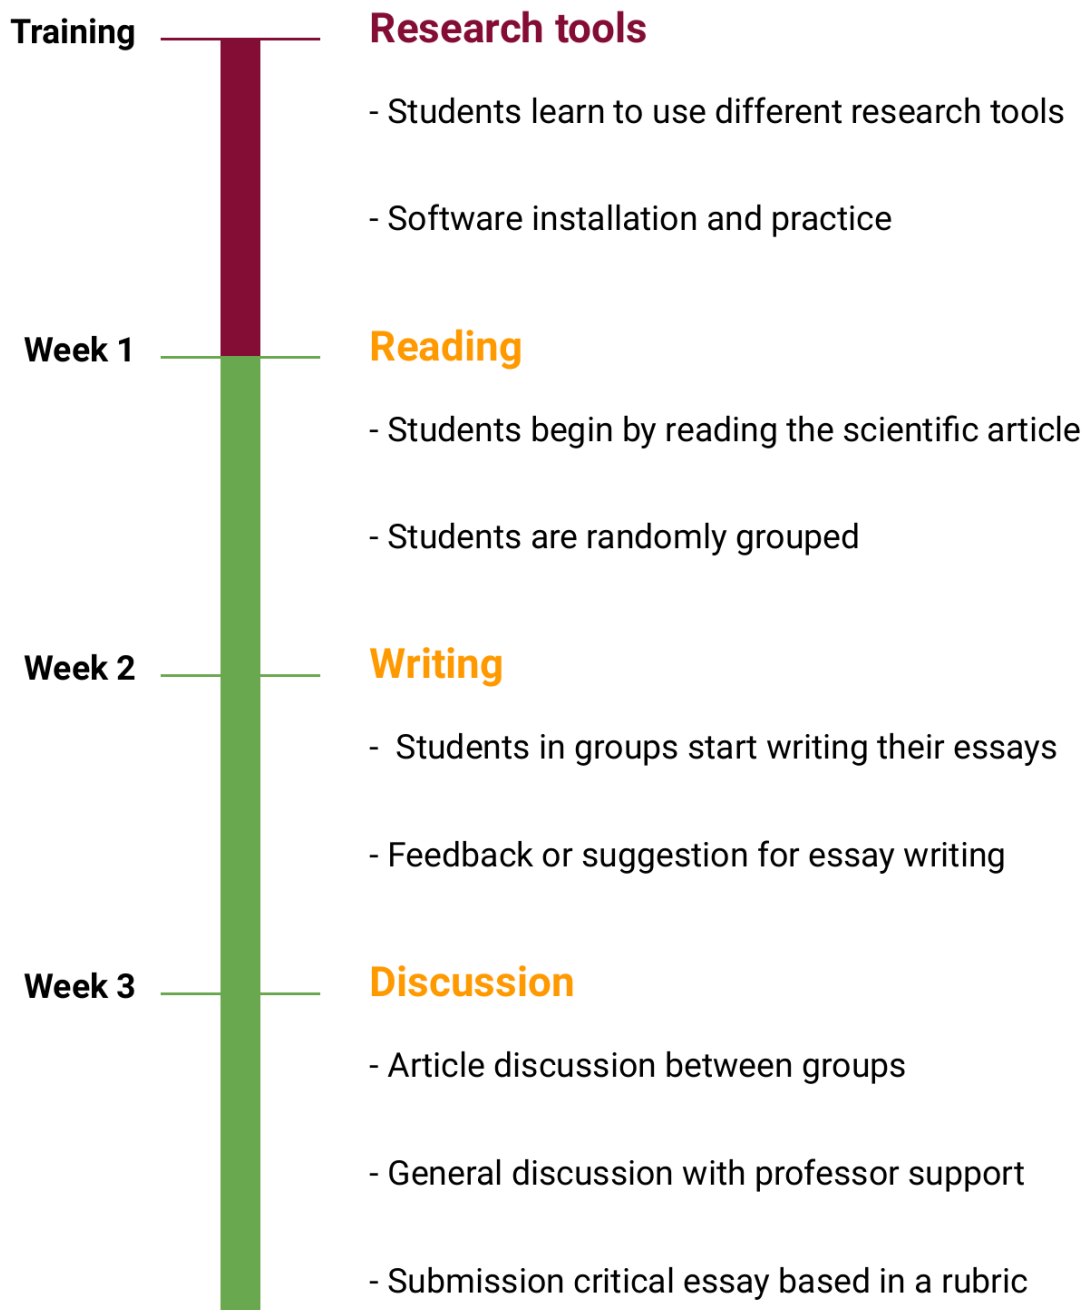 Training
Research tools
- Students learn to use different research tools
- Software installation and practice
Week 1
Reading
- Students begin by reading the scientific article
- Students are randomly grouped
Week 2
Writing
-  Students in groups start writing their essays
- Feedback or suggestion for essay writing
Week 3
Discussion
- Article discussion between groups
- General discussion with professor support
- Submission critical essay based in a rubric